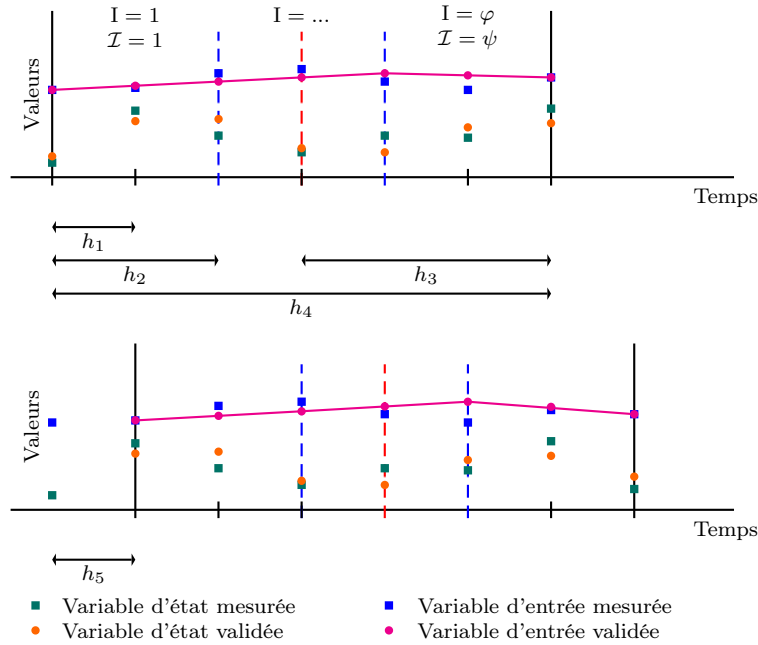 I = 1
ℐ = 1
I = ...
I = φ
ℐ = ψ
Valeurs
Temps
h₁
h₂
h₃
h₄
Valeurs
Temps
h₅
Variable d'état mesurée
Variable d'entrée mesurée
Variable d'état validée
Variable d'entrée validée